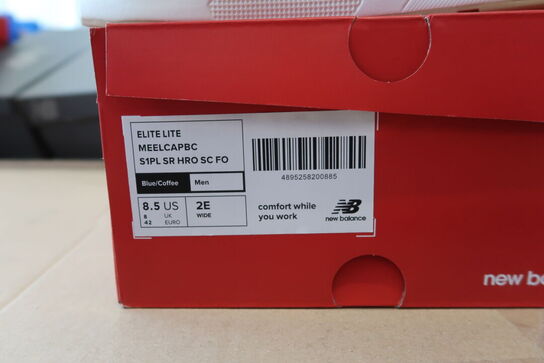 ELITE LITE
MEELCAPBC
S1PL SR HRO SC FO
Blue/Coffee Men
8.5 US
8 UK
42 EURO
2E
WIDE
4895258200885
comfort while
you work
NB
new balance
new ba